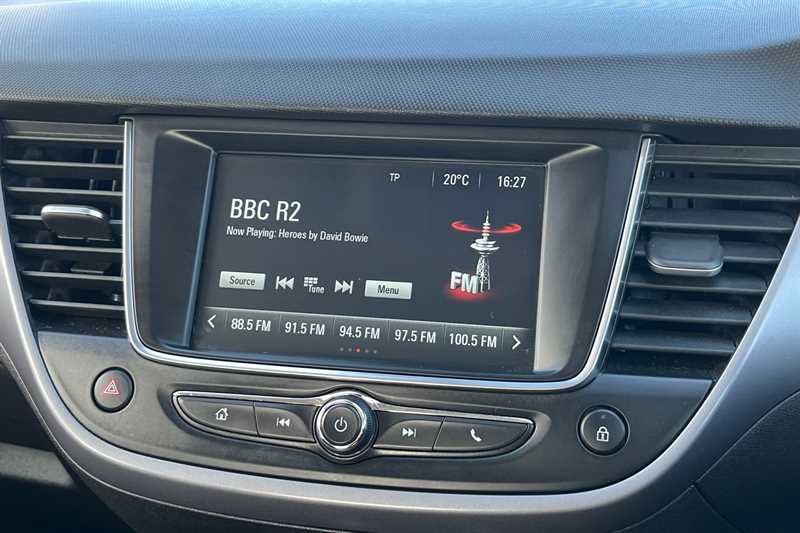 TP 20°C 16:27
BBC R2
Now Playing: Heroes by David Bowie
FM
Source Tune Menu
88.5 FM 91.5 FM 94.5 FM 97.5 FM 100.5 FM